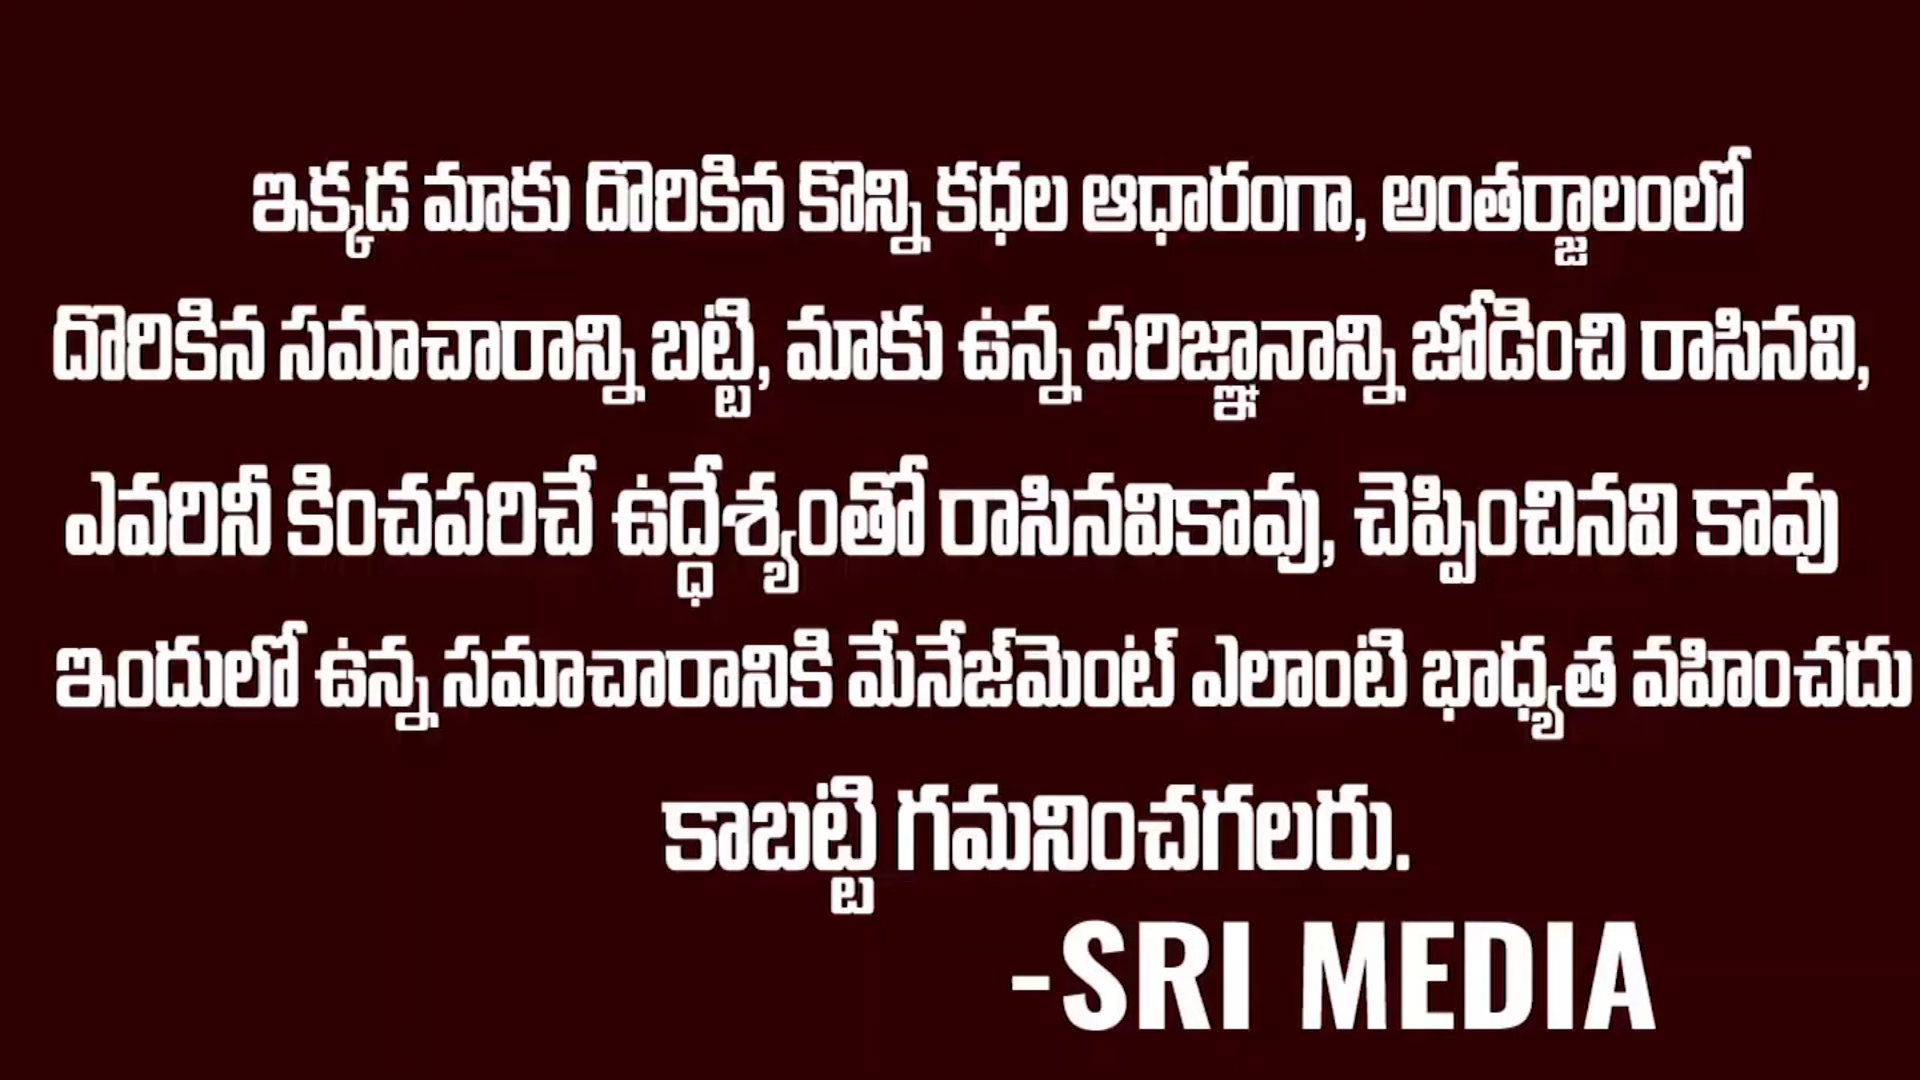 ఇక్కడ మాకు దొరికిన కొన్ని కధల ఆధారంగా, అంతర్జాలంలో
దొరికిన సమాచారాన్ని బట్టి, మాకు ఉన్న పరిజ్ఞానాన్ని జోడించి రాసినవి,
ఎవరినీ కించపరిచే ఉద్ధేశ్యంతో రాసినవికావు, చెప్పించినవి కావు
ఇందులో ఉన్న సమాచారానికి మేనేజ్‌మెంట్ ఎలాంటి భాధ్యత వహించదు
కాబట్టి గమనించగలరు.
-SRI MEDIA